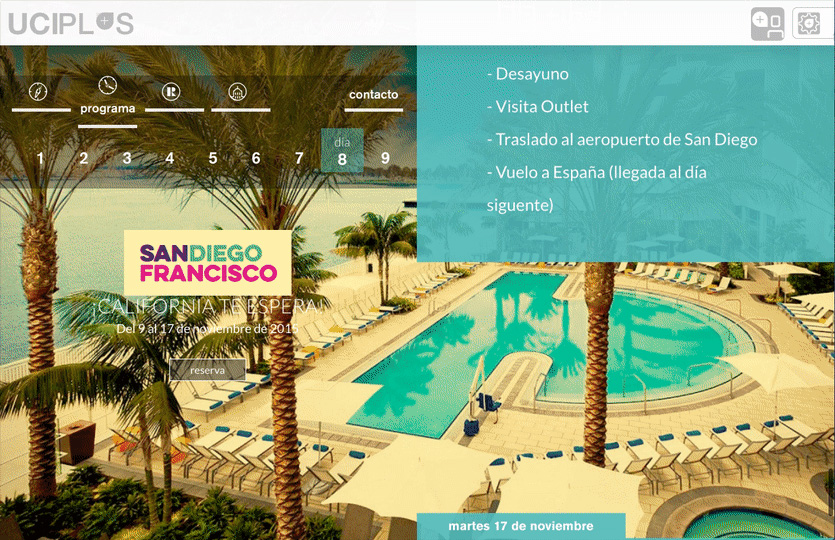 UCIPLUS
programa
contacto
1 2 3 4 5 6 7 día 8 9
SANDIEGO
FRANCISCO
¡CALIFORNIA TE ESPERA!
Del 9 al 17 de noviembre de 2015
reserva
- Desayuno
- Visita Outlet
- Traslado al aeropuerto de San Diego
- Vuelo a España (llegada al día
siguente)
martes 17 de noviembre